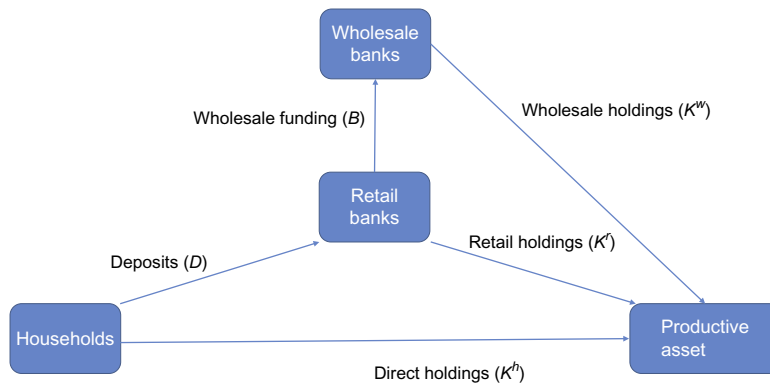 Wholesale
banks
Wholesale funding (B)
Wholesale holdings (K^w)
Retail
banks
Deposits (D)
Retail holdings (K^r)
Households
Productive
asset
Direct holdings (K^h)